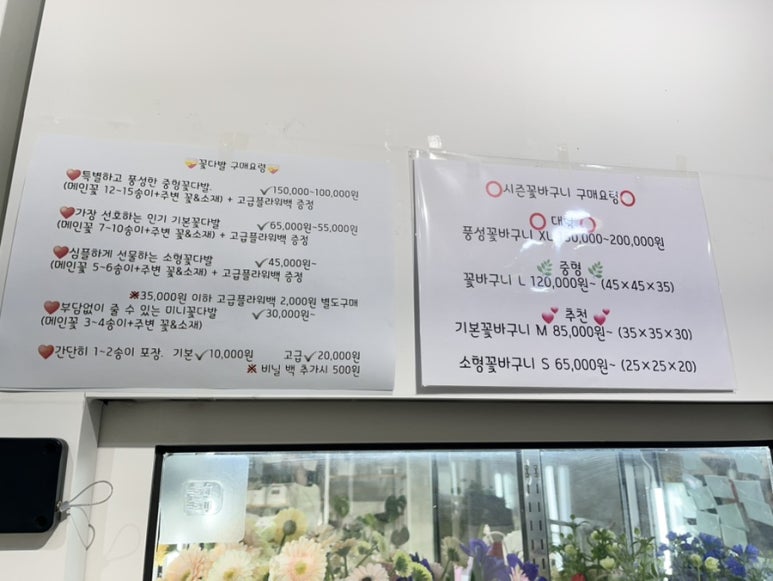 꽃다발 구매요령
특별하고 풍성한 중형꽃다발.
(메인꽃 12~15송이+주변 꽃&소재) + 고급플라워백 증정
✓150,000~100,000원
가장 선호하는 인기 기본꽃다발
(메인꽃 7~10송이+주변 꽃&소재) + 고급플라워백 증정
✓65,000원~55,000원
심플하게 선물하는 소형꽃다발
(메인꽃 5~6송이+주변 꽃&소재) + 고급플라워백 증정
✓45,000원~
※35,000원 이하 고급플라워백 2,000원 별도구매
부담없이 줄 수 있는 미니꽃다발
(메인꽃 3~4송이+주변 꽃&소재)
✓30,000원~
간단히 1~2송이 포장. 기본✓10,000원 고급✓20,000원
※ 비닐 백 추가시 500원
시즌꽃바구니 구매요령
풍성꽃바구니 ~200,000원
중형
꽃바구니 L 120,000원~ (45×45×35)
추천
기본꽃바구니 M 85,000원~ (35×35×30)
소형꽃바구니 S 65,000원~ (25×25×20)